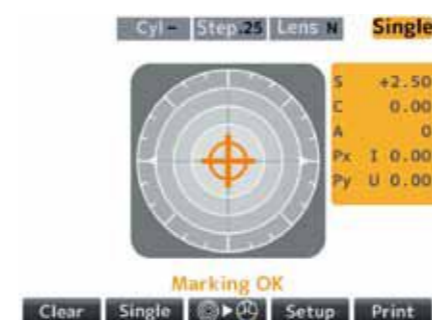 Cyl - Step .25 Lens N Single
S +2.50
C 0.00
A 0
Px I 0.00
Py U 0.00
Marking OK
Clear Single Setup Print